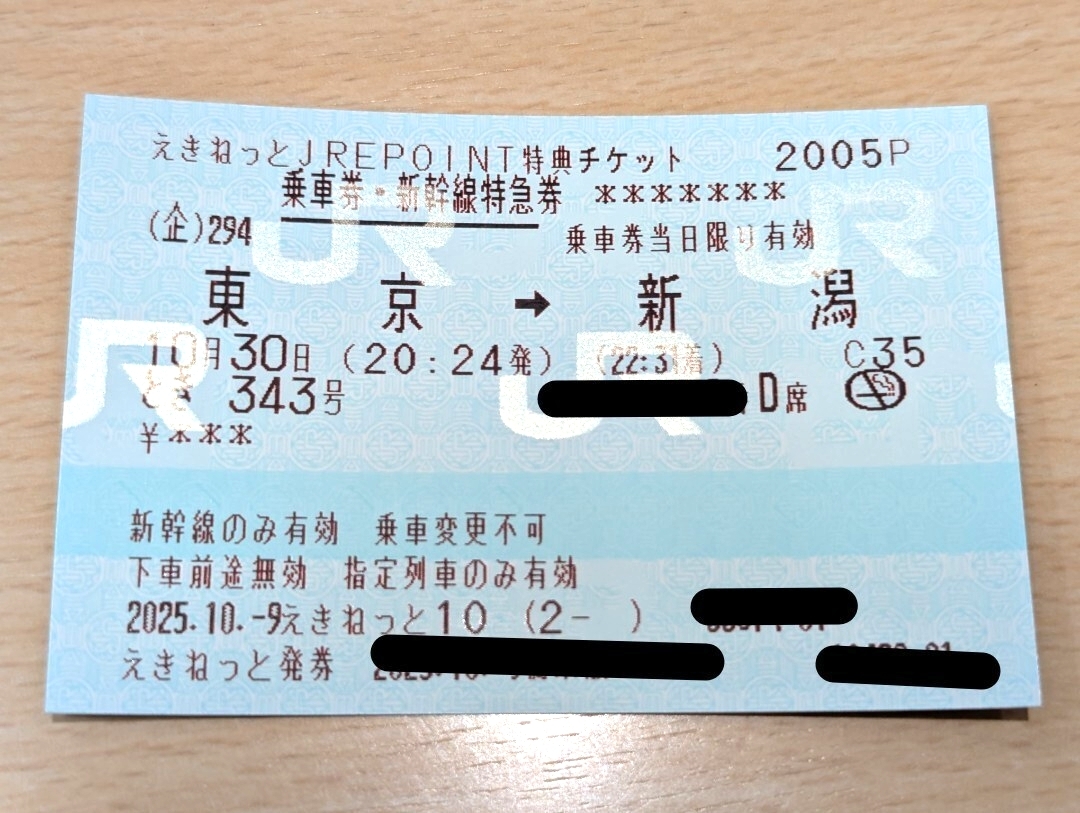 えきねっとJREPOINT特典チケット 2005P
乗車券・新幹線特急券 *******
(企)294 乗車券当日限り有効
東京 → 新潟
10月30日 (20:24発) (22:31着) C35
とき 343号 D席
¥***
新幹線のみ有効 乗車変更不可
下車前途無効 指定列車のみ有効
2025.10.-9えきねっと10 (2- )
えきねっと発券